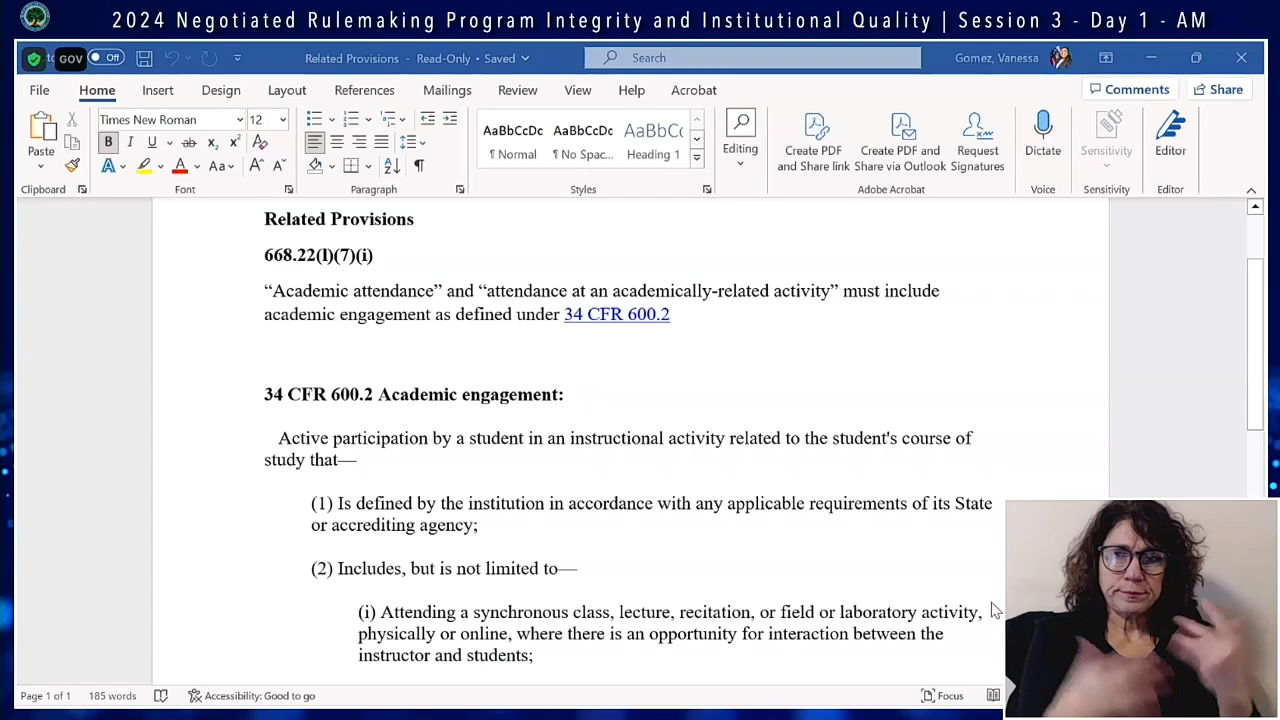 2024 Negotiated Rulemaking Program Integrity and Institutional Quality | Session 3 - Day 1 - AM
GOV Off Related Provisions - Read-Only • Saved Search Gomez, Vanessa
File Home Insert Design Layout References Mailings Review View Help Acrobat Comments Share
Times New Roman 12 AaBbCcDc AaBbCcDc AaBbCc
Paste ¶ Normal ¶ No Spac... Heading 1 Editing Create PDF and Share link Create PDF and Share via Outlook Request Signatures Dictate Sensitivity Editor
Clipboard Font Paragraph Styles Adobe Acrobat Voice Sensitivity Editor
Related Provisions
668.22(l)(7)(i)
“Academic attendance” and “attendance at an academically-related activity” must include
academic engagement as defined under 34 CFR 600.2
34 CFR 600.2 Academic engagement:
Active participation by a student in an instructional activity related to the student's course of
study that—
(1) Is defined by the institution in accordance with any applicable requirements of its State
or accrediting agency;
(2) Includes, but is not limited to—
(i) Attending a synchronous class, lecture, recitation, or field or laboratory activity,
physically or online, where there is an opportunity for interaction between the
instructor and students;
Page 1 of 1 185 words Accessibility: Good to go Focus